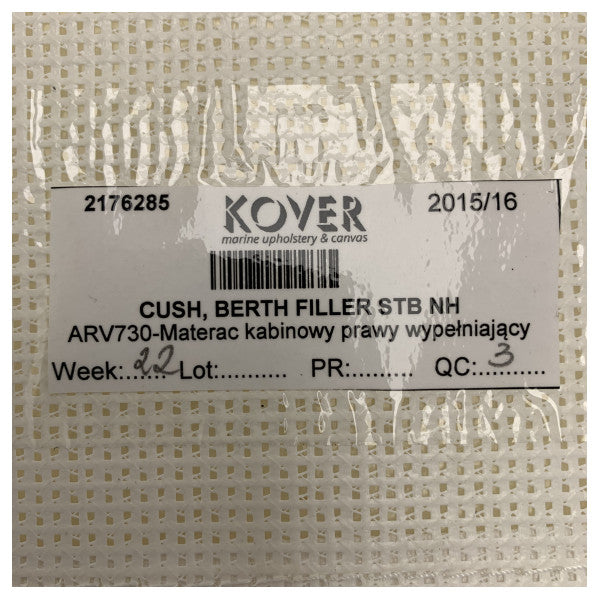 2176285 KOVER 2015/16
marine upholstery & canvas
CUSH, BERTH FILLER STB NH
ARV730-Materac kabinowy prawy wypełniający
Week:...22 Lot:.......... PR:......... QC:..3..........